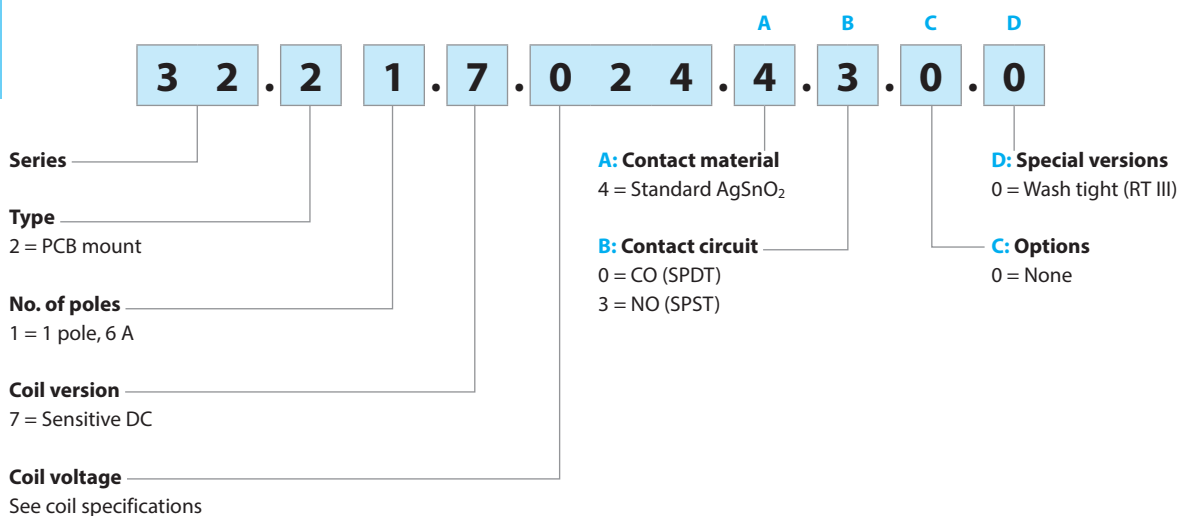 A B C D
3 2 . 2 1 . 7 . 0 2 4 . 4 . 3 . 0 . 0
Series
Type
2 = PCB mount
No. of poles
1 = 1 pole, 6 A
Coil version
7 = Sensitive DC
Coil voltage
See coil specifications
A: Contact material
4 = Standard AgSnO₂
B: Contact circuit
0 = CO (SPDT)
3 = NO (SPST)
D: Special versions
0 = Wash tight (RT III)
C: Options
0 = None